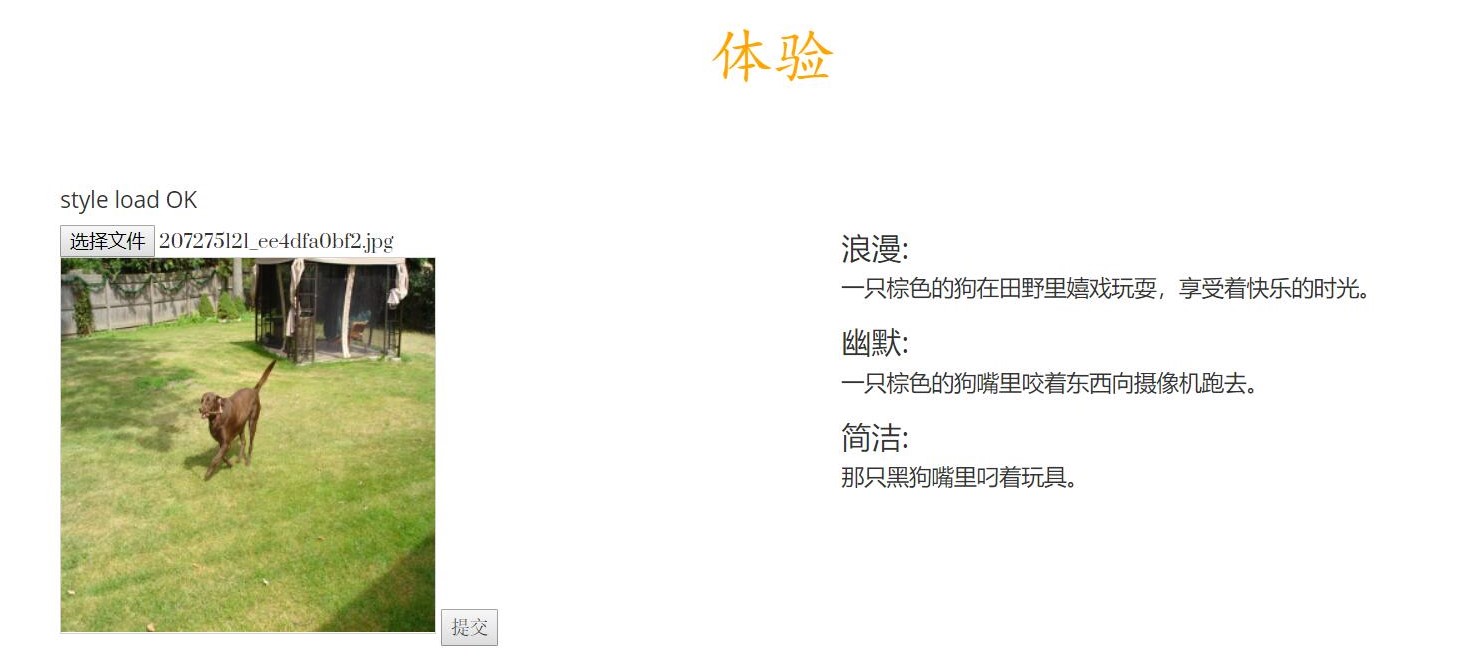 体验
style load OK
选择文件 207275121_ee4dfa0bf2.jpg
提交
浪漫:
一只棕色的狗在田野里嬉戏玩耍，享受着快乐的时光。
幽默:
一只棕色的狗嘴里咬着东西向摄像机跑去。
简洁:
那只黑狗嘴里叼着玩具。